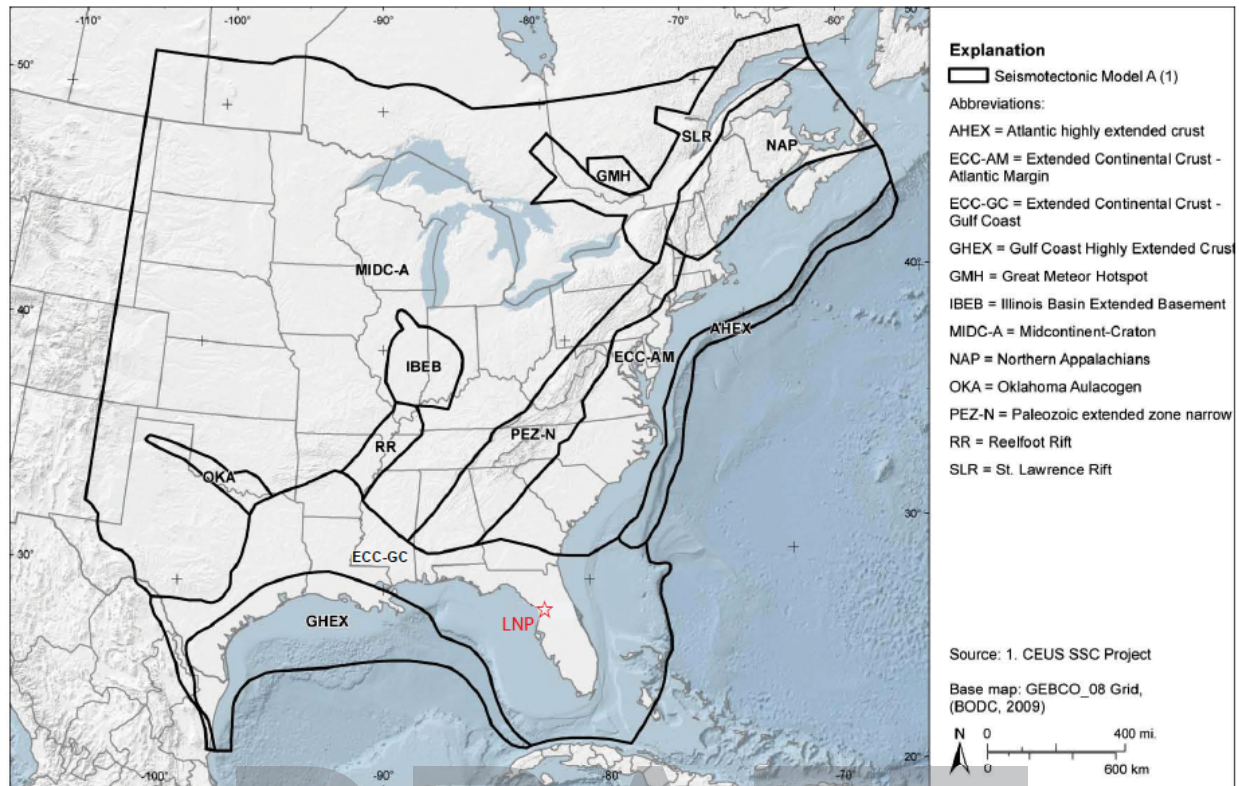 -110°
-100°
-90°
-80°
-70°
-60°
50°
50°
SLR
NAP
GMH
MIDC-A
40°
40°
AHEX
ECC-AM
IBEB
PEZ-N
RR
OKA
30°
30°
ECC-GC
LNP
GHEX
20°
-100°
-90°
-80°
-70°
Explanation
Seismotectonic Model A (1)
Abbreviations:
AHEX = Atlantic highly extended crust
ECC-AM = Extended Continental Crust -
Atlantic Margin
ECC-GC = Extended Continental Crust -
Gulf Coast
GHEX = Gulf Coast Highly Extended Crust
GMH = Great Meteor Hotspot
IBEB = Illinois Basin Extended Basement
MIDC-A = Midcontinent-Craton
NAP = Northern Appalachians
OKA = Oklahoma Aulacogen
PEZ-N = Paleozoic extended zone narrow
RR = Reelfoot Rift
SLR = St. Lawrence Rift
Source: 1. CEUS SSC Project
Base map: GEBCO_08 Grid,
(BODC, 2009)
N
0 400 mi.
0 600 km